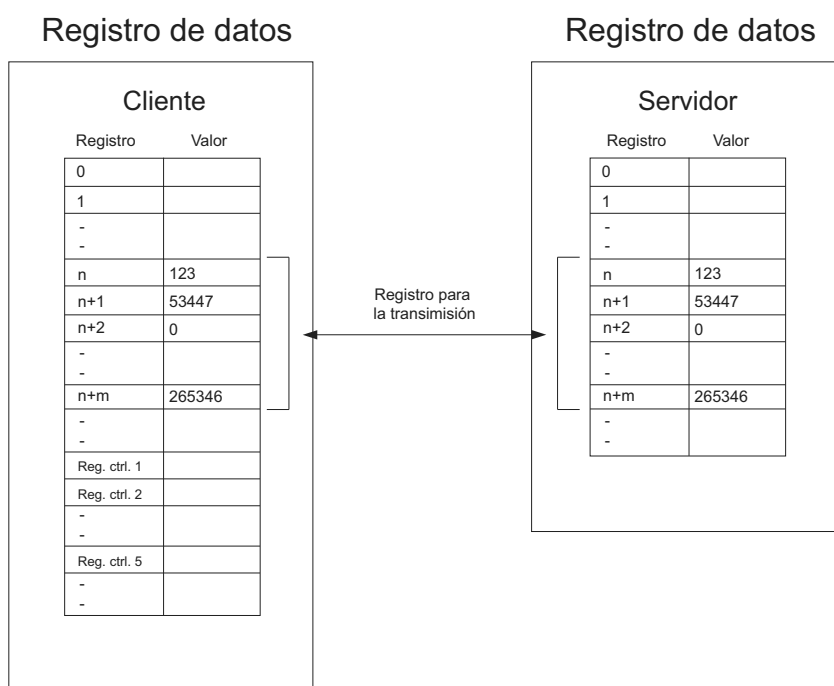 Registro de datos
Cliente
Registro Valor
0
1
-
-
n 123
n+1 53447
n+2 0
-
-
n+m 265346
-
-
Reg. ctrl. 1
Reg. ctrl. 2
-
-
Reg. ctrl. 5
-
-
Registro para
la transimisión
Registro de datos
Servidor
Registro Valor
0
1
-
-
n 123
n+1 53447
n+2 0
-
-
n+m 265346
-
-